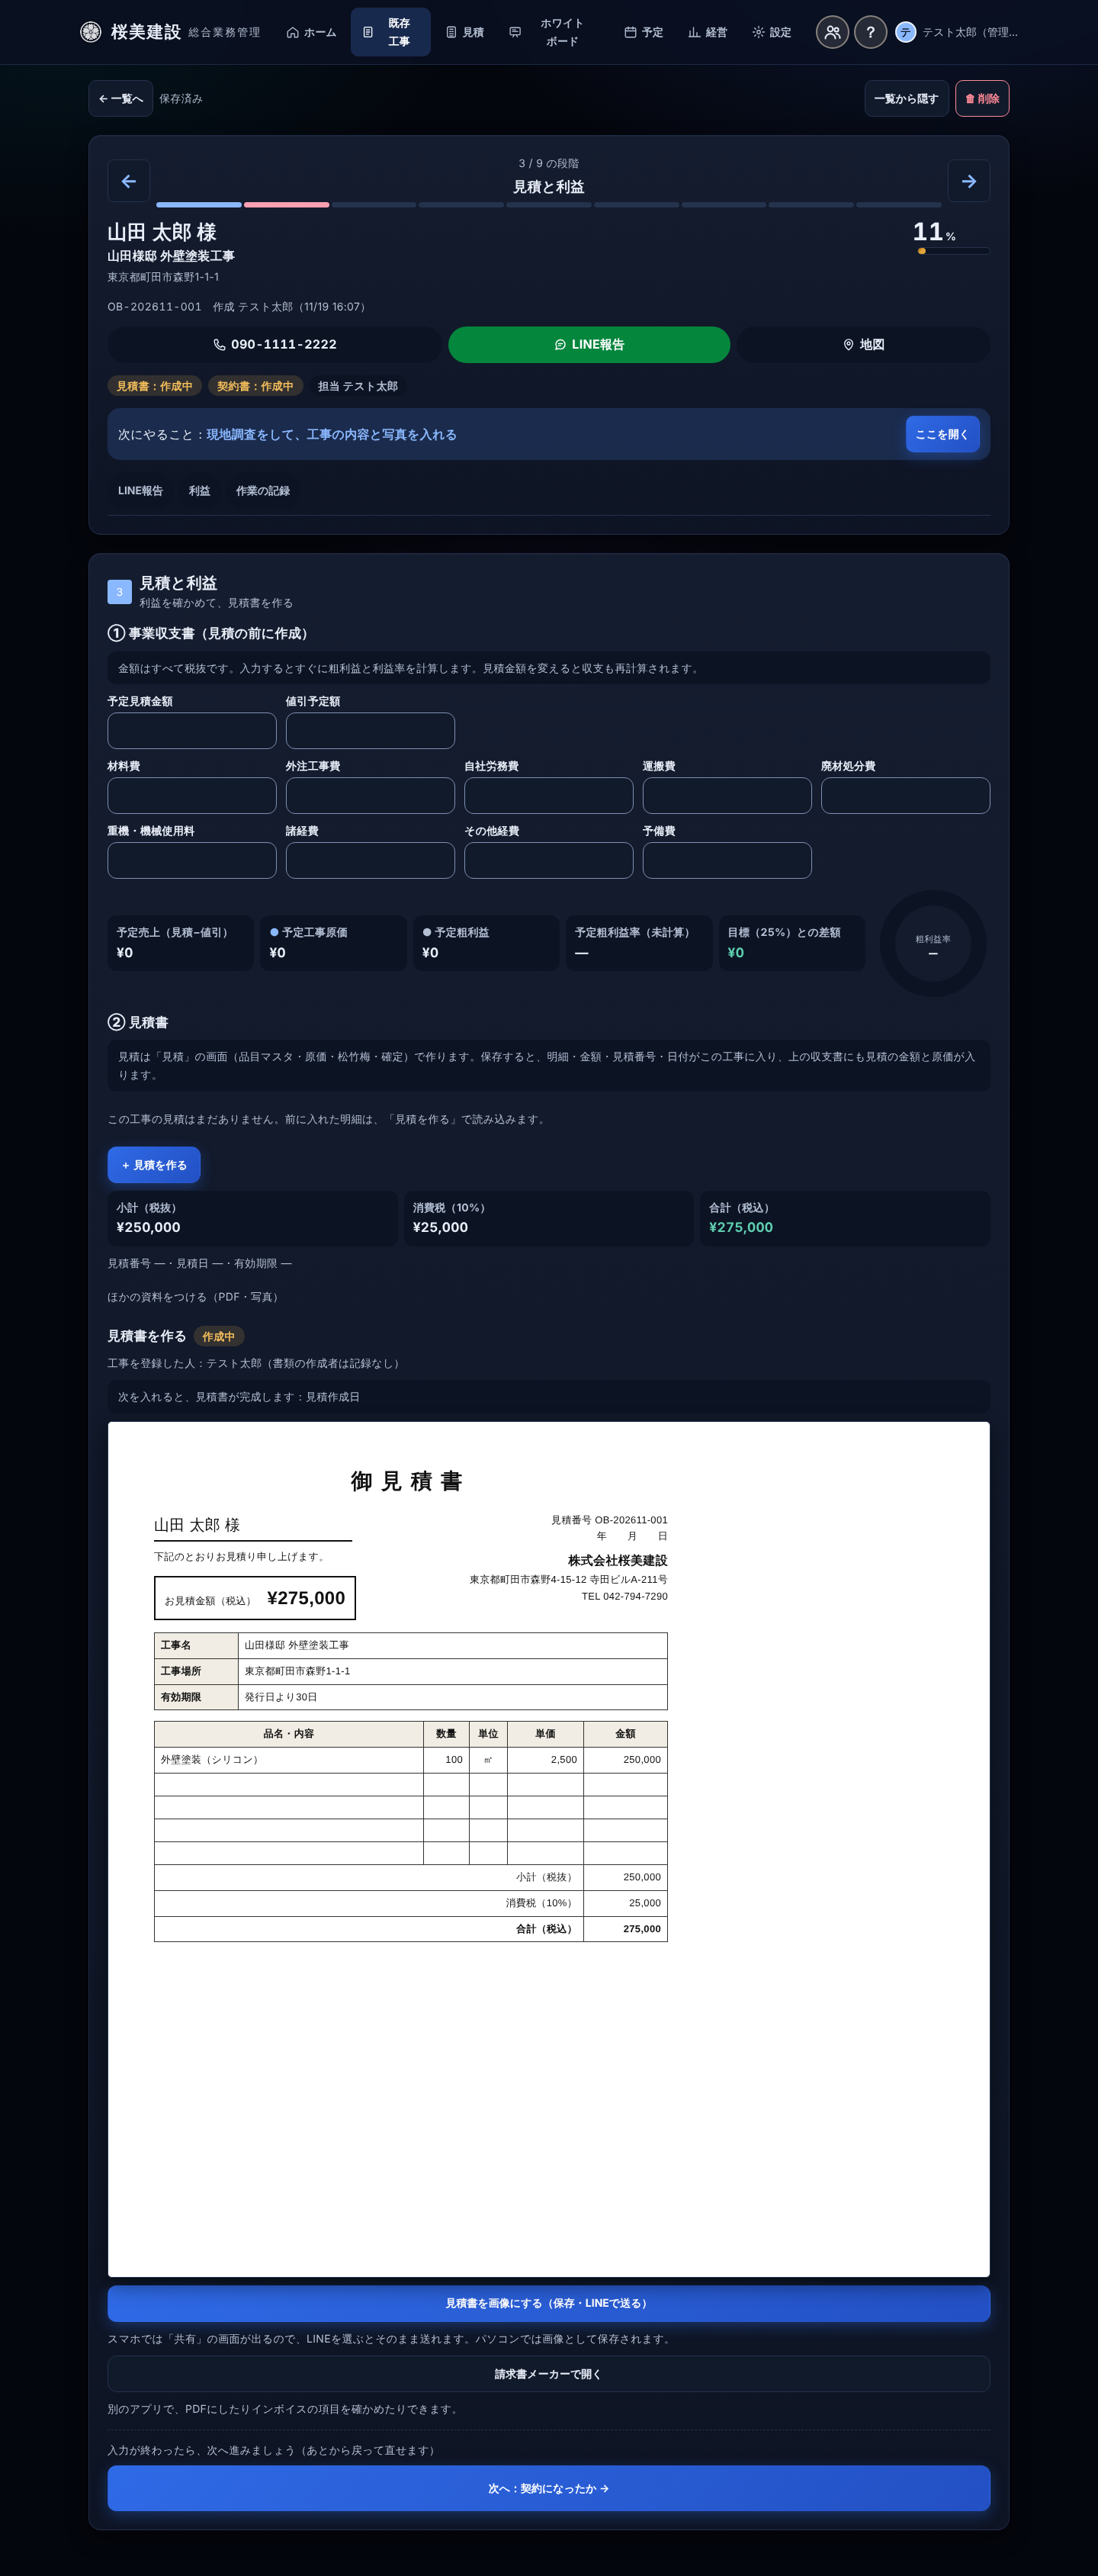 桜美建設 総合業務管理
ホーム
既存
工事
見積
ホワイト
ボード
予定
経営
設定
?
テ
テスト太郎（管理...
← 一覧へ
保存済み
一覧から隠す
削除
←
3 / 9 の段階
見積と利益
→
山田 太郎 様
11%
山田様邸 外壁塗装工事
東京都町田市森野1-1-1
OB-202611-001 作成 テスト太郎（11/19 16:07）
090-1111-2222
LINE報告
地図
見積書：作成中
契約書：作成中
担当 テスト太郎
次にやること：現地調査をして、工事の内容と写真を入れる
ここを開く
LINE報告
利益
作業の記録
3
見積と利益
利益を確かめて、見積書を作る
① 事業収支書（見積の前に作成）
金額はすべて税抜です。入力するとすぐに粗利益と利益率を計算します。見積金額を変えると収支も再計算されます。
予定見積金額
値引予定額
材料費
外注工事費
自社労務費
運搬費
廃材処分費
重機・機械使用料
諸経費
その他経費
予備費
予定売上（見積−値引）
¥0
予定工事原価
¥0
予定粗利益
¥0
予定粗利益率（未計算）
—
目標（25%）との差額
¥0
粗利益率
—
② 見積書
見積は「見積」の画面（品目マスタ・原価・松竹梅・確定）で作ります。保存すると、明細・金額・見積番号・日付がこの工事に入り、上の収支書にも見積の金額と原価が入
ります。
この工事の見積はまだありません。前に入れた明細は、「見積を作る」で読み込みます。
＋ 見積を作る
小計（税抜）
¥250,000
消費税（10%）
¥25,000
合計（税込）
¥275,000
見積番号 —・見積日 —・有効期限 —
ほかの資料をつける（PDF・写真）
見積書を作る 作成中
工事を登録した人：テスト太郎（書類の作成者は記録なし）
次を入れると、見積書が完成します：見積作成日
御見積書
山田 太郎 様
下記のとおりお見積り申し上げます。
お見積金額（税込） ¥275,000
見積番号 OB-202611-001
年 月 日
株式会社桜美建設
東京都町田市森野4-15-12 寺田ビルA-211号
TEL 042-794-7290
工事名 山田様邸 外壁塗装工事
工事場所 東京都町田市森野1-1-1
有効期限 発行日より30日
品名・内容 数量 単位 単価 金額
外壁塗装（シリコン） 100 ㎡ 2,500 250,000
小計（税抜） 250,000
消費税（10%） 25,000
合計（税込） 275,000
見積書を画像にする（保存・LINEで送る）
スマホでは「共有」の画面が出るので、LINEを選ぶとそのまま送れます。パソコンでは画像として保存されます。
請求書メーカーで開く
別のアプリで、PDFにしたりインボイスの項目を確かめたりできます。
入力が終わったら、次へ進みましょう（あとから戻って直せます）
次へ：契約になったか →